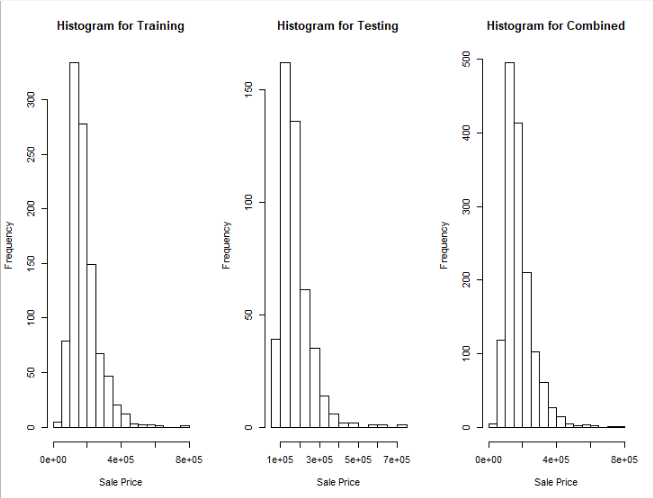 Histogram for Training
Frequency
0
50
100
150
200
250
300
0e+00
4e+05
8e+05
Sale Price
Histogram for Testing
Frequency
0
50
100
150
1e+05
3e+05
5e+05
7e+05
Sale Price
Histogram for Combined
Frequency
0
100
200
300
400
500
0e+00
4e+05
8e+05
Sale Price